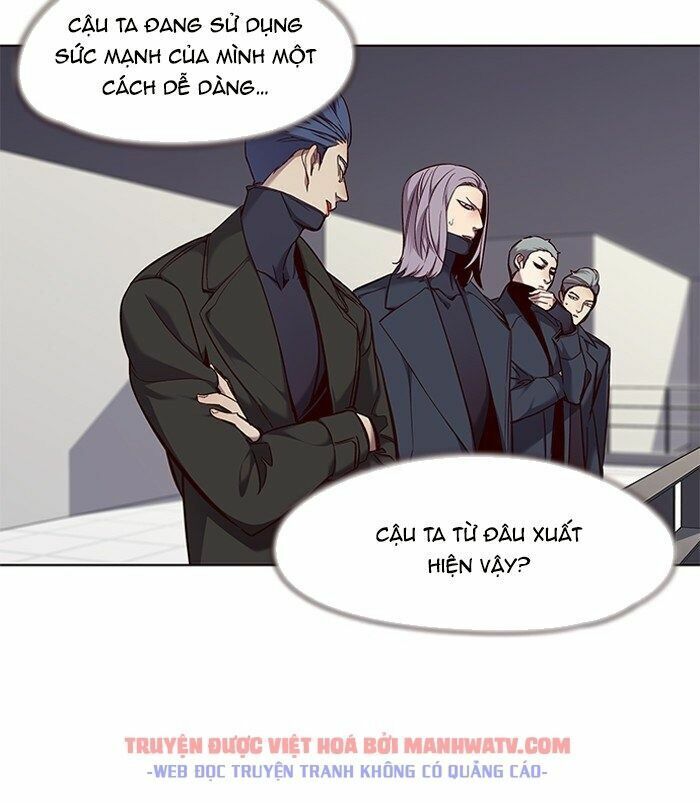 CẬU TA ĐANG SỬ DỤNG
SỨC MẠNH CỦA MÌNH MỘT
CÁCH DỄ DÀNG...
CẬU TA TỪ ĐÂU XUẤT
HIỆN VẬY?
TRUYỆN ĐƯỢC VIỆT HOÁ BỞI MANHWATV.COM
-WEB ĐỌC TRUYỆN TRANH KHÔNG CÓ QUẢNG CÁO-